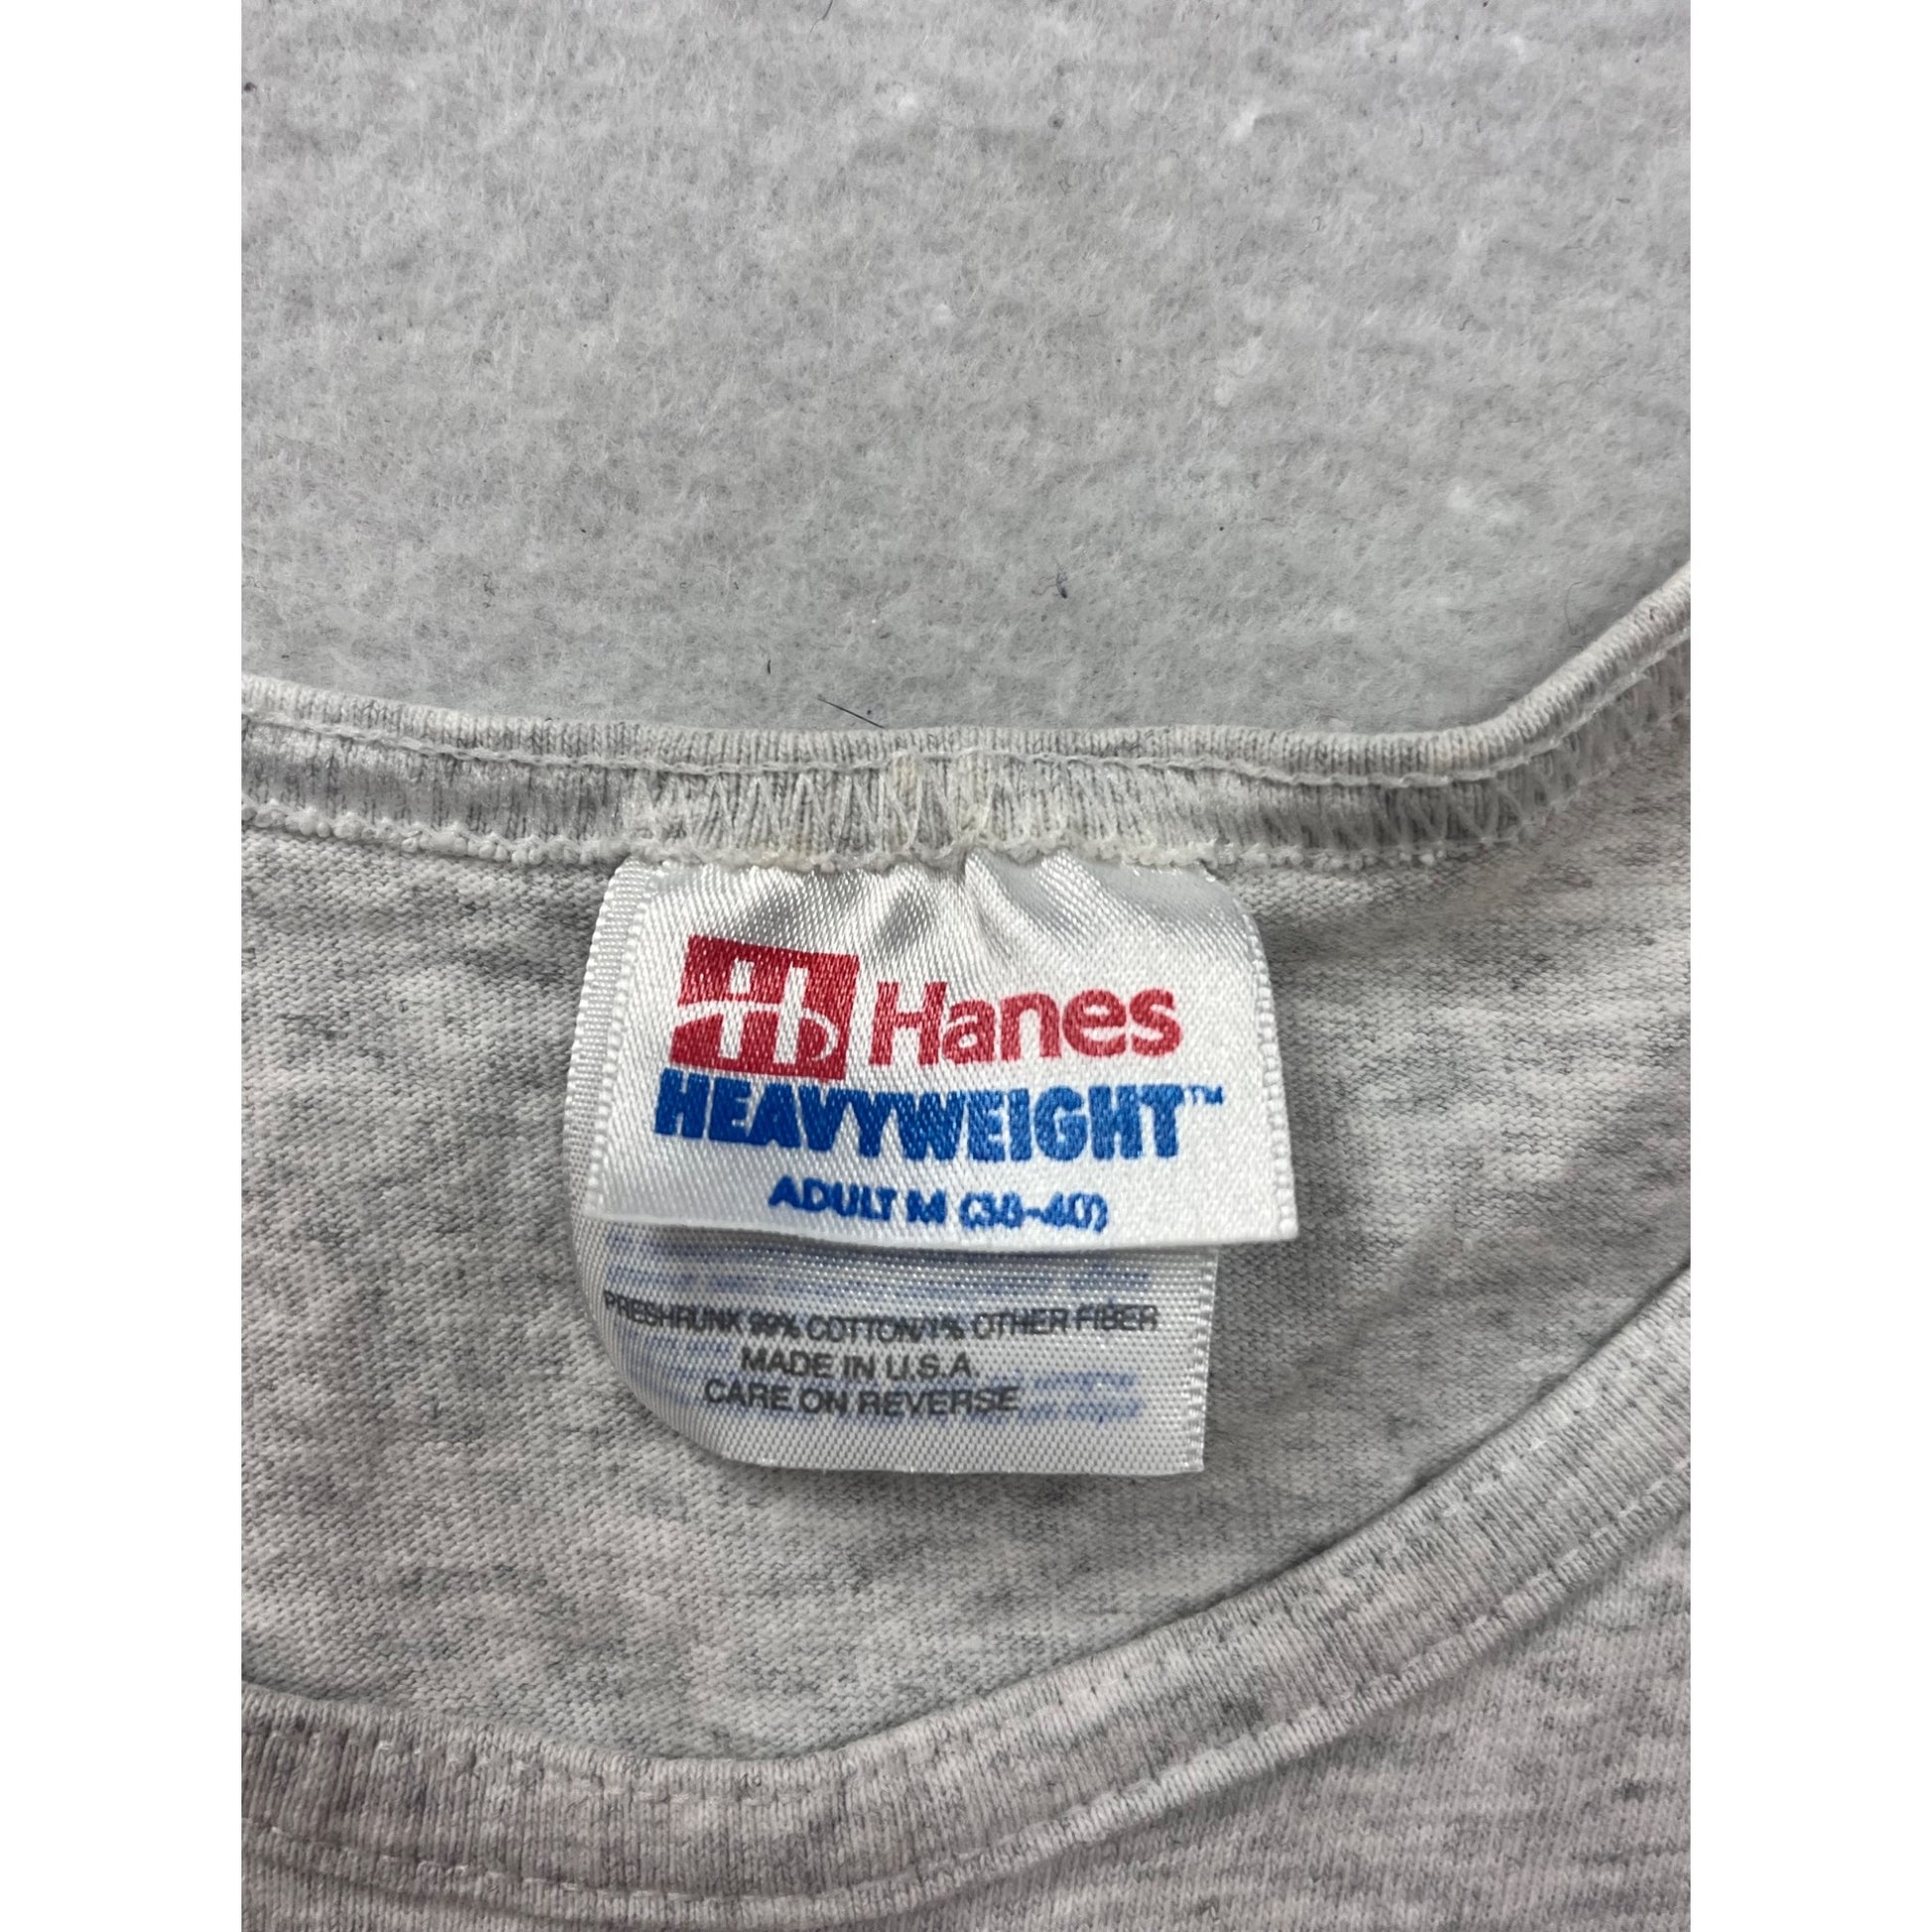 Hanes
HEAVYWEIGHT™
ADULT M (38-40)
PRESHRUNK 99% COTTON/1% OTHER FIBER
MADE IN U.S.A.
CARE ON REVERSE